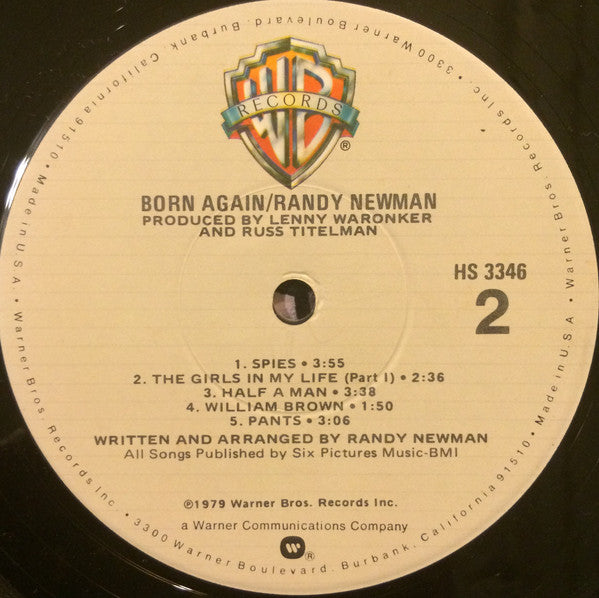 WB
RECORDS
®
BORN AGAIN/RANDY NEWMAN
PRODUCED BY LENNY WARONKER
AND RUSS TITELMAN
HS 3346
2
1. SPIES • 3:55
2. THE GIRLS IN MY LIFE (Part I) • 2:36
3. HALF A MAN • 3:38
4. WILLIAM BROWN • 1:50
5. PANTS • 3:06
WRITTEN AND ARRANGED BY RANDY NEWMAN
All Songs Published by Six Pictures Music-BMI
℗1979 Warner Bros. Records Inc.
a Warner Communications Company
W ®
Warner Bros. Records Inc. • 3300 Warner Boulevard, Burbank, California 91510 • Made in U.S.A. • Warner Bros. Records Inc. • 3300 Warner Boulevard, Burbank, California 91510 • Made in U.S.A •